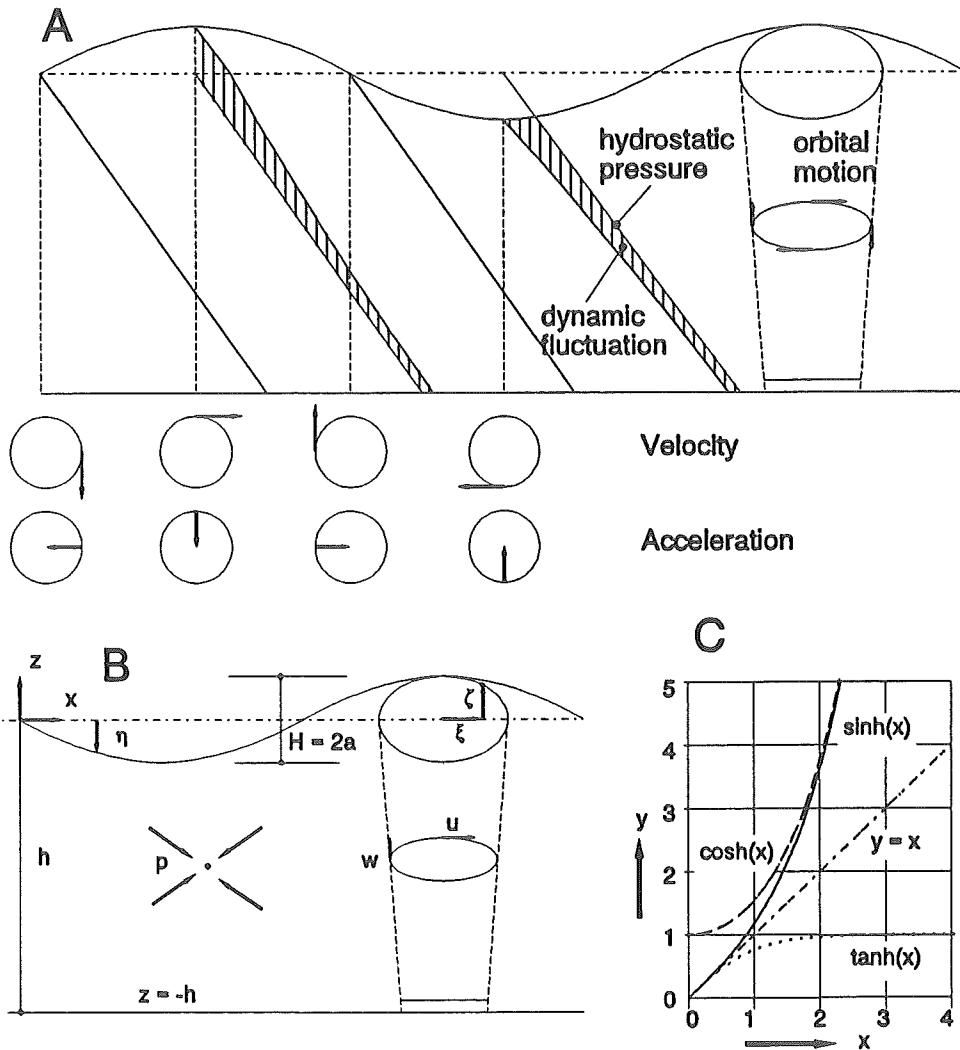 A
hydrostatic
pressure
orbital
motion
dynamic
fluctuation
Velocity
Acceleration
B
z
x
η
H = 2a
ζ
ξ
h
p
u
w
z = -h
C
5
4
3
2
1
0
y
sinh(x)
cosh(x)
y = x
tanh(x)
0 1 2 3 4
x